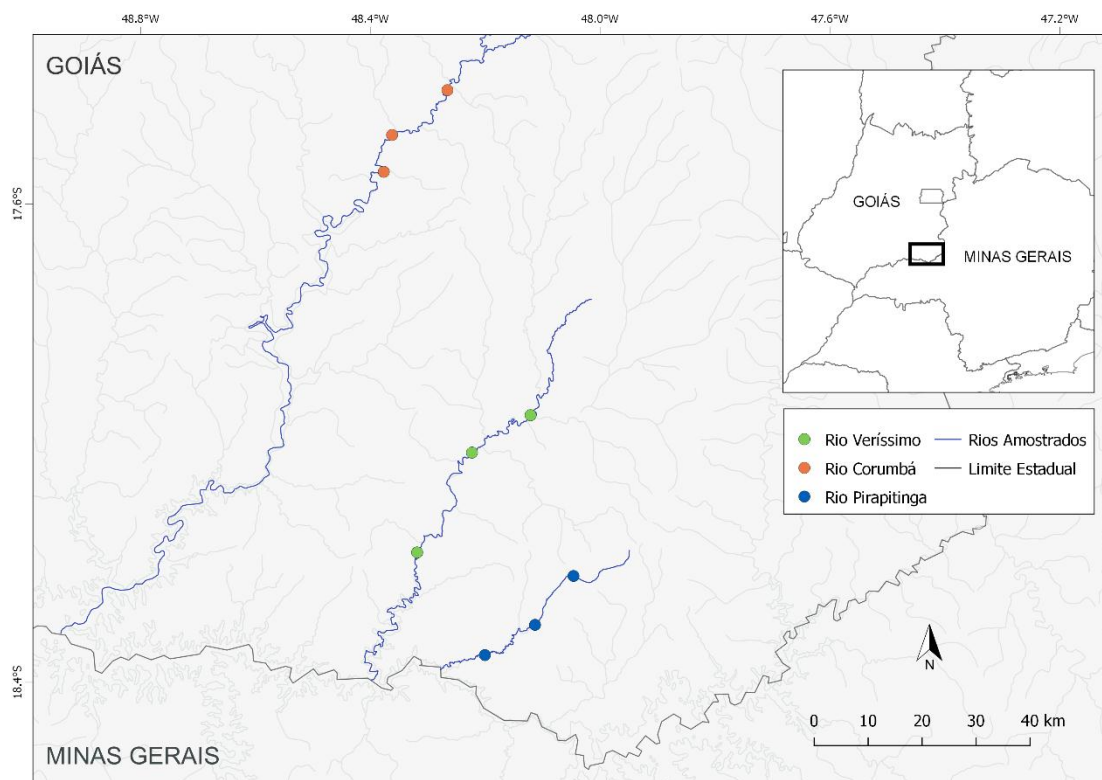 48.8°W 48.4°W 48.0°W 47.6°W 47.2°W
GOIÁS
17.6°S
GOIÁS
MINAS GERAIS
Rio Veríssimo Rios Amostrados
Rio Corumbá Limite Estadual
Rio Pirapitinga
N
18.4°S
0 10 20 30 40 km
MINAS GERAIS